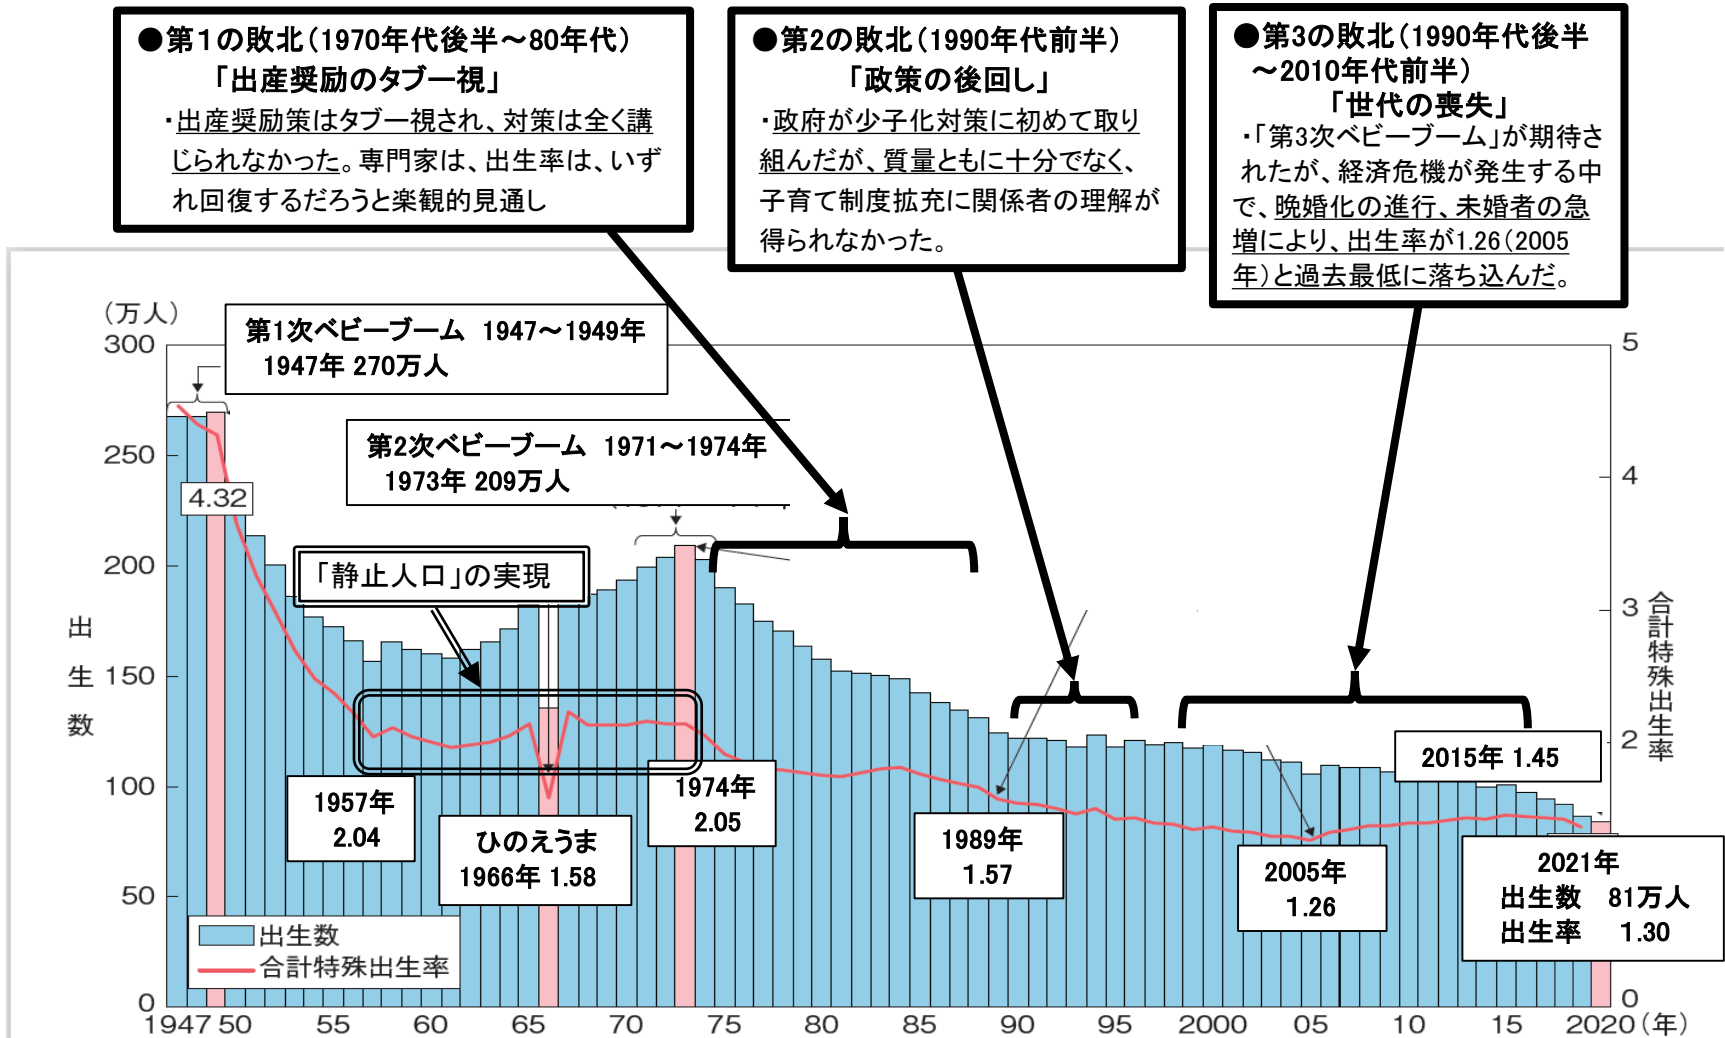 ●第1の敗北(1970年代後半～80年代)
「出産奨励のタブー視」
・出産奨励策はタブー視され、対策は全く講
じられなかった。専門家は、出生率は、いず
れ回復するだろうと楽観的見通し
●第2の敗北(1990年代前半)
「政策の後回し」
・政府が少子化対策に初めて取り
組んだが、質量ともに十分でなく、
子育て制度拡充に関係者の理解が
得られなかった。
●第3の敗北(1990年代後半
～2010年代前半)
「世代の喪失」
・「第3次ベビーブーム」が期待さ
れたが、経済危機が発生する中
で、晩婚化の進行、未婚者の急
増により、出生率が1.26(2005
年)と過去最低に落ち込んだ。
(万人)
第1次ベビーブーム 1947～1949年
1947年 270万人
第2次ベビーブーム 1971～1974年
1973年 209万人
4.32
「静止人口」の実現
1957年
2.04
ひのえうま
1966年 1.58
1974年
2.05
1989年
1.57
2005年
1.26
2015年 1.45
2021年
出生数 81万人
出生率 1.30
300
250
200
150
100
50
0
出生数
5
4
3
2
0
合計特殊出生率
出生数
合計特殊出生率
1947 50 55 60 65 70 75 80 85 90 95 2000 05 10 15 2020 (年)